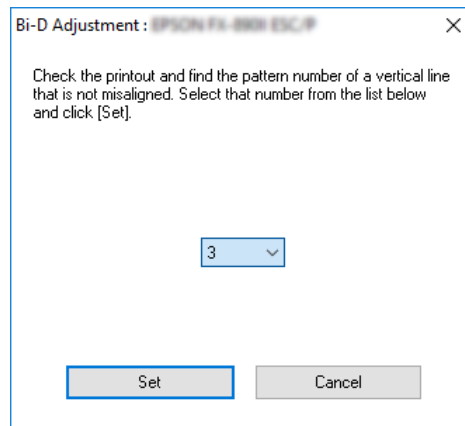 Bi-D Adjustment :
Check the printout and find the pattern number of a vertical line
that is not misaligned. Select that number from the list below
and click [Set].
3
Set
Cancel